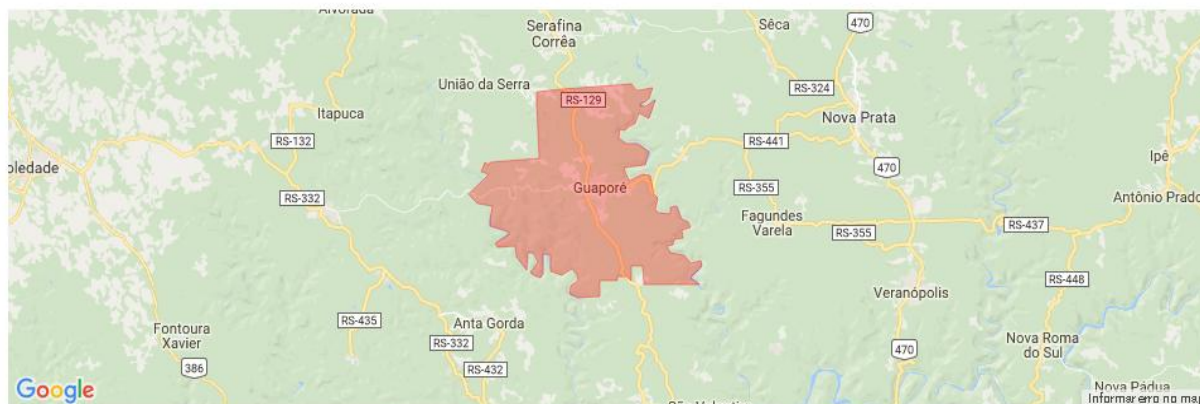 Alvorada
Serafina
Corrêa
Sêca
470
União da Serra
RS-129
RS-324
Itapuca
Nova Prata
RS-132
RS-441
oledade
Ipê
470
RS-332
Guaporé
RS-355
Antônio Prado
Fagundes
Varela
RS-355
RS-437
RS-448
Veranópolis
RS-435
Anta Gorda
Fontoura
Xavier
RS-332
Nova Roma
do Sul
470
386
RS-432
Google
Nova Pádua
Informar erro no ma